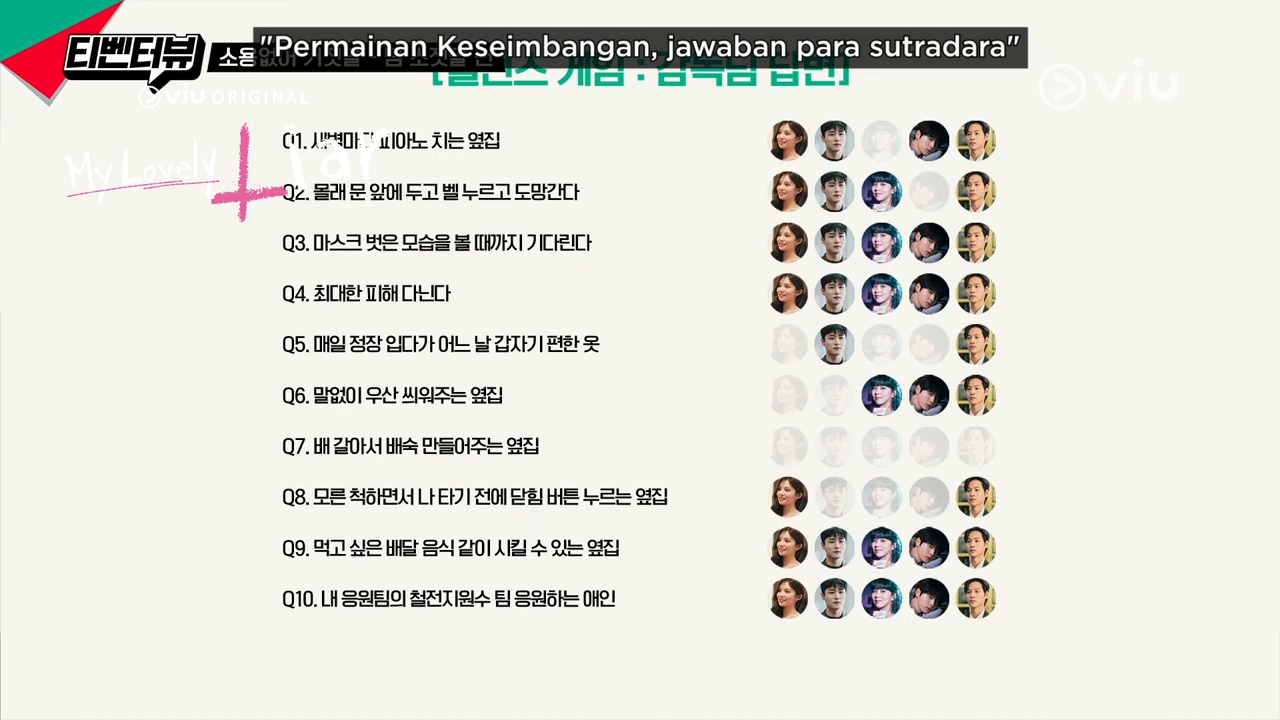 "Permainan Keseimbangan, jawaban para sutradara"
티벤터뷰
viu ORIGINAL
viu
My Lovely Liar
Q1. 새벽마다 피아노 치는 옆집
Q2. 몰래 문 앞에 두고 벨 누르고 도망간다
Q3. 마스크 벗은 모습을 볼 때까지 기다린다
Q4. 최대한 피해 다닌다
Q5. 매일 정장 입다가 어느 날 갑자기 편한 옷
Q6. 말없이 우산 씌워주는 옆집
Q7. 배 갈아서 배숙 만들어주는 옆집
Q8. 모른 척하면서 나 타기 전에 닫힘 버튼 누르는 옆집
Q9. 먹고 싶은 배달 음식 같이 시킬 수 있는 옆집
Q10. 내 응원팀의 철전지원수 팀 응원하는 애인